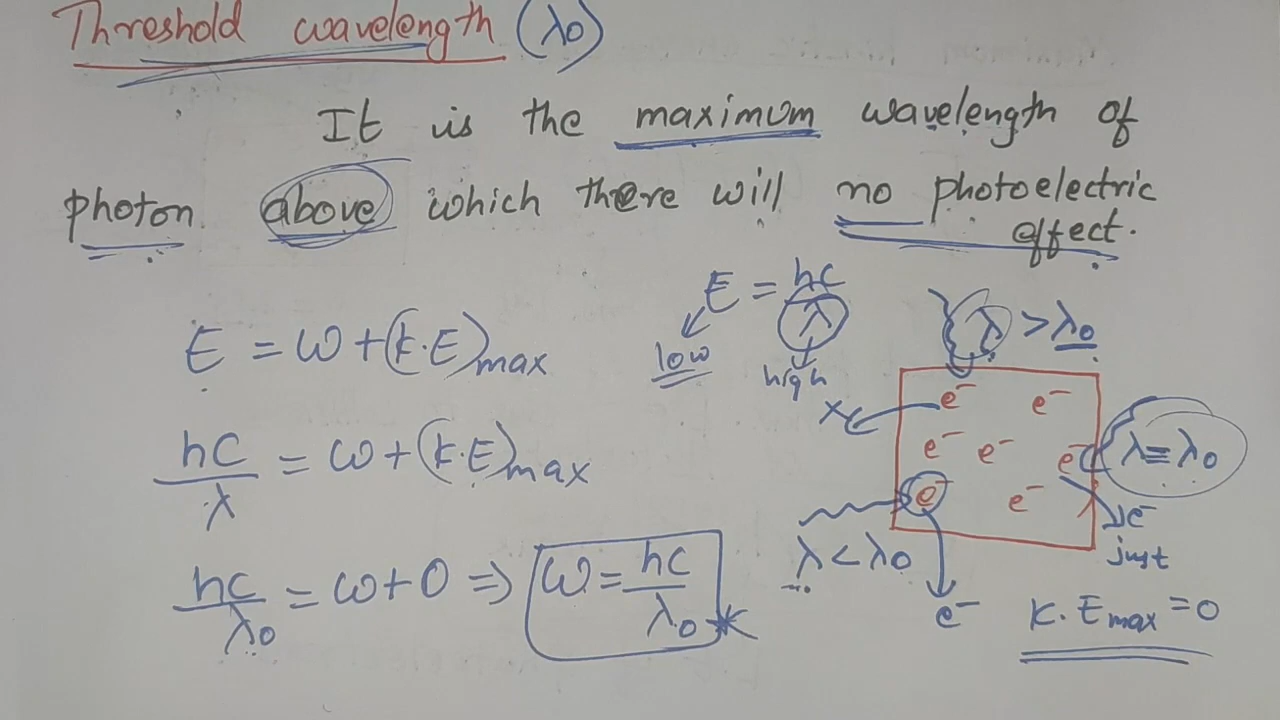 Threshold wavelength (λ0)
It is the maximum wavelength of
photon above which there will no photoelectric
effect.
E = hc/λ
low
high
λ > λ0
E = ω + (K.E)max
x
e⁻ e⁻
e⁻ e⁻ e⁻
λ = λ0
hc/λ = ω + (K.E)max
e⁻ e⁻
e⁻
just
λ < λ0
hc/λ0 = ω + 0 ⇒ ω = hc/λ0 *
e⁻
K.Emax = 0